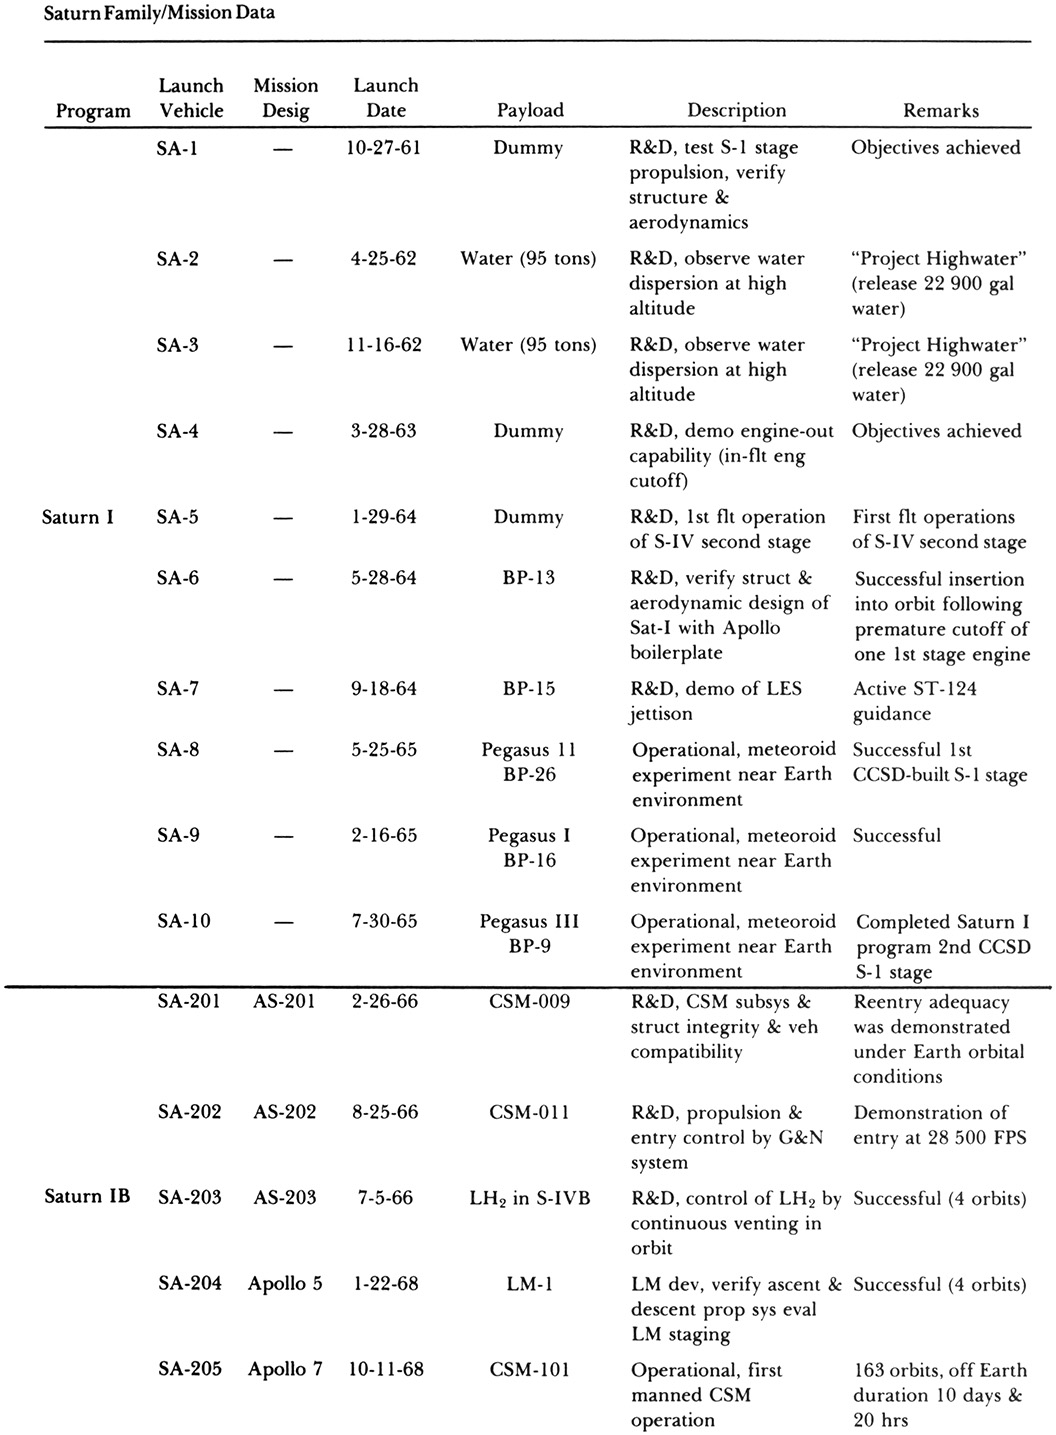 Saturn Family/Mission Data
Launch Mission Launch
Program Vehicle Desig Date Payload Description Remarks
SA-1 — 10-27-61 Dummy R&D, test S-1 stage Objectives achieved
propulsion, verify
structure &
aerodynamics
SA-2 — 4-25-62 Water (95 tons) R&D, observe water “Project Highwater”
dispersion at high (release 22 900 gal
altitude water)
SA-3 — 11-16-62 Water (95 tons) R&D, observe water “Project Highwater”
dispersion at high (release 22 900 gal
altitude water)
SA-4 — 3-28-63 Dummy R&D, demo engine-out Objectives achieved
capability (in-flt eng
cutoff)
Saturn I SA-5 — 1-29-64 Dummy R&D, 1st flt operation First flt operations
of S-IV second stage of S-IV second stage
SA-6 — 5-28-64 BP-13 R&D, verify struct & Successful insertion
aerodynamic design of into orbit following
Sat-I with Apollo premature cutoff of
boilerplate one 1st stage engine
SA-7 — 9-18-64 BP-15 R&D, demo of LES Active ST-124
jettison guidance
SA-8 — 5-25-65 Pegasus 11 Operational, meteoroid Successful 1st
BP-26 experiment near Earth CCSD-built S-1 stage
environment
SA-9 — 2-16-65 Pegasus I Operational, meteoroid Successful
BP-16 experiment near Earth
environment
SA-10 — 7-30-65 Pegasus III Operational, meteoroid Completed Saturn I
BP-9 experiment near Earth program 2nd CCSD
environment S-1 stage
SA-201 AS-201 2-26-66 CSM-009 R&D, CSM subsys & Reentry adequacy
struct integrity & veh was demonstrated
compatibility under Earth orbital
conditions
SA-202 AS-202 8-25-66 CSM-011 R&D, propulsion & Demonstration of
entry control by G&N entry at 28 500 FPS
system
Saturn IB SA-203 AS-203 7-5-66 LH₂ in S-IVB R&D, control of LH₂ by Successful (4 orbits)
continuous venting in
orbit
SA-204 Apollo 5 1-22-68 LM-1 LM dev, verify ascent & Successful (4 orbits)
descent prop sys eval
LM staging
SA-205 Apollo 7 10-11-68 CSM-101 Operational, first 163 orbits, off Earth
manned CSM duration 10 days &
operation 20 hrs